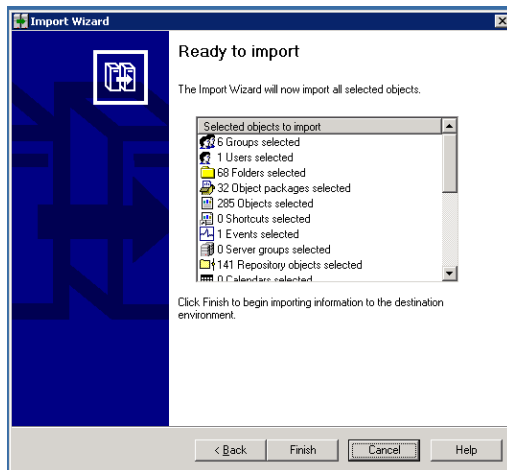 Import Wizard
Ready to import
The Import Wizard will now import all selected objects.
Selected objects to import
6 Groups selected
1 Users selected
68 Folders selected
32 Object packages selected
285 Objects selected
0 Shortcuts selected
1 Events selected
0 Server groups selected
141 Repository objects selected
0 Calendars selected
Click Finish to begin importing information to the destination
environment.
< Back Finish Cancel Help